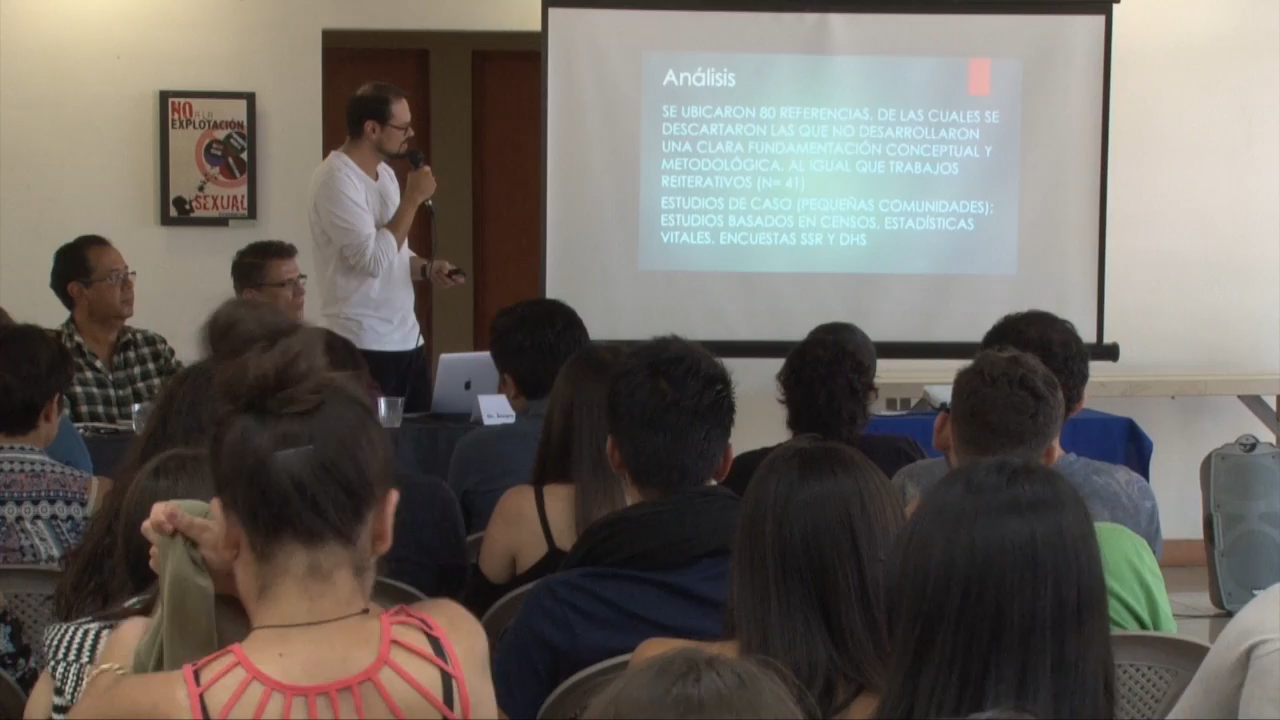 NO A LA
EXPLOTACIÓN
SEXUAL
Análisis
SE UBICARON 80 REFERENCIAS, DE LAS CUALES SE
DESCARTARON LAS QUE NO DESARROLLARON
UNA CLARA FUNDAMENTACIÓN CONCEPTUAL Y
METODOLÓGICA, AL IGUAL QUE TRABAJOS
REITERATIVOS (N= 41)
ESTUDIOS DE CASO (PEQUEÑAS COMUNIDADES);
ESTUDIOS BASADOS EN CENSOS, ESTADÍSTICAS
VITALES, ENCUESTAS SSR Y DHS